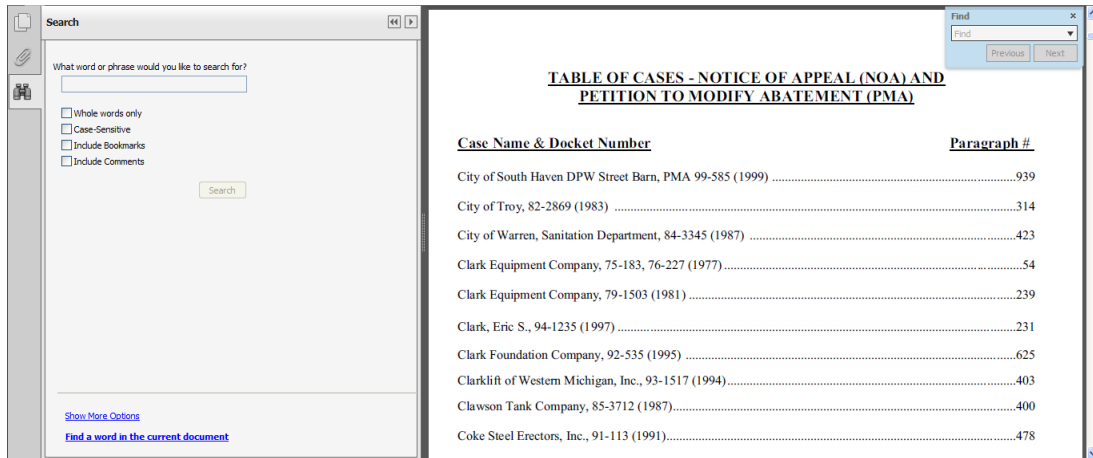 Search
What word or phrase would you like to search for?
Whole words only
Case-Sensitive
Include Bookmarks
Include Comments
Search
Show More Options
Find a word in the current document
Find
Find
Previous Next
TABLE OF CASES - NOTICE OF APPEAL (NOA) AND
PETITION TO MODIFY ABATEMENT (PMA)
Case Name & Docket Number Paragraph #
City of South Haven DPW Street Barn, PMA 99-585 (1999) ................................................939
City of Troy, 82-2869 (1983) ................................................314
City of Warren, Sanitation Department, 84-3345 (1987) ................................................423
Clark Equipment Company, 75-183, 76-227 (1977) ................................................54
Clark Equipment Company, 79-1503 (1981) ................................................239
Clark, Eric S., 94-1235 (1997) ................................................231
Clark Foundation Company, 92-535 (1995) ................................................625
Clarklift of Western Michigan, Inc., 93-1517 (1994)................................................403
Clawson Tank Company, 85-3712 (1987)................................................400
Coke Steel Erectors, Inc., 91-113 (1991)................................................478